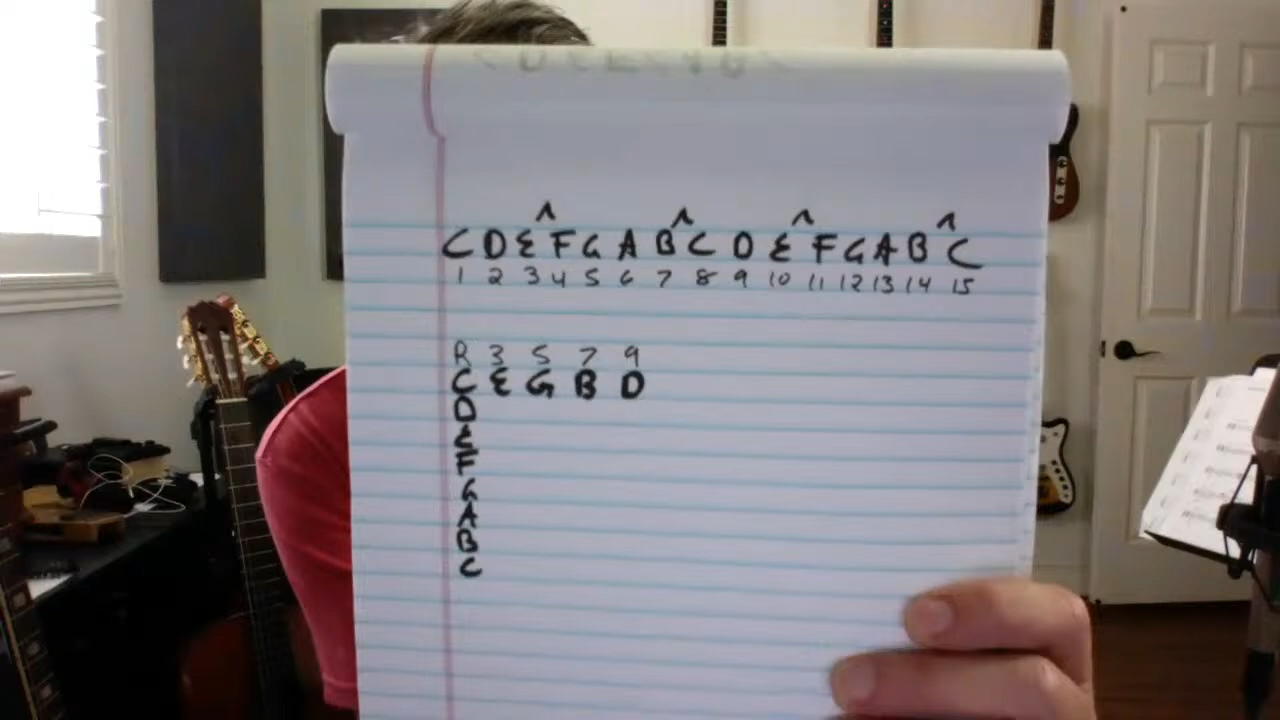 ^ ^ ^ ^
C D E F G A B C D E F G A B C
1 2 3 4 5 6 7 8 9 10 11 12 13 14 15
R 3 5 7 9
C E G B D
D
E
F
G
A
B
C